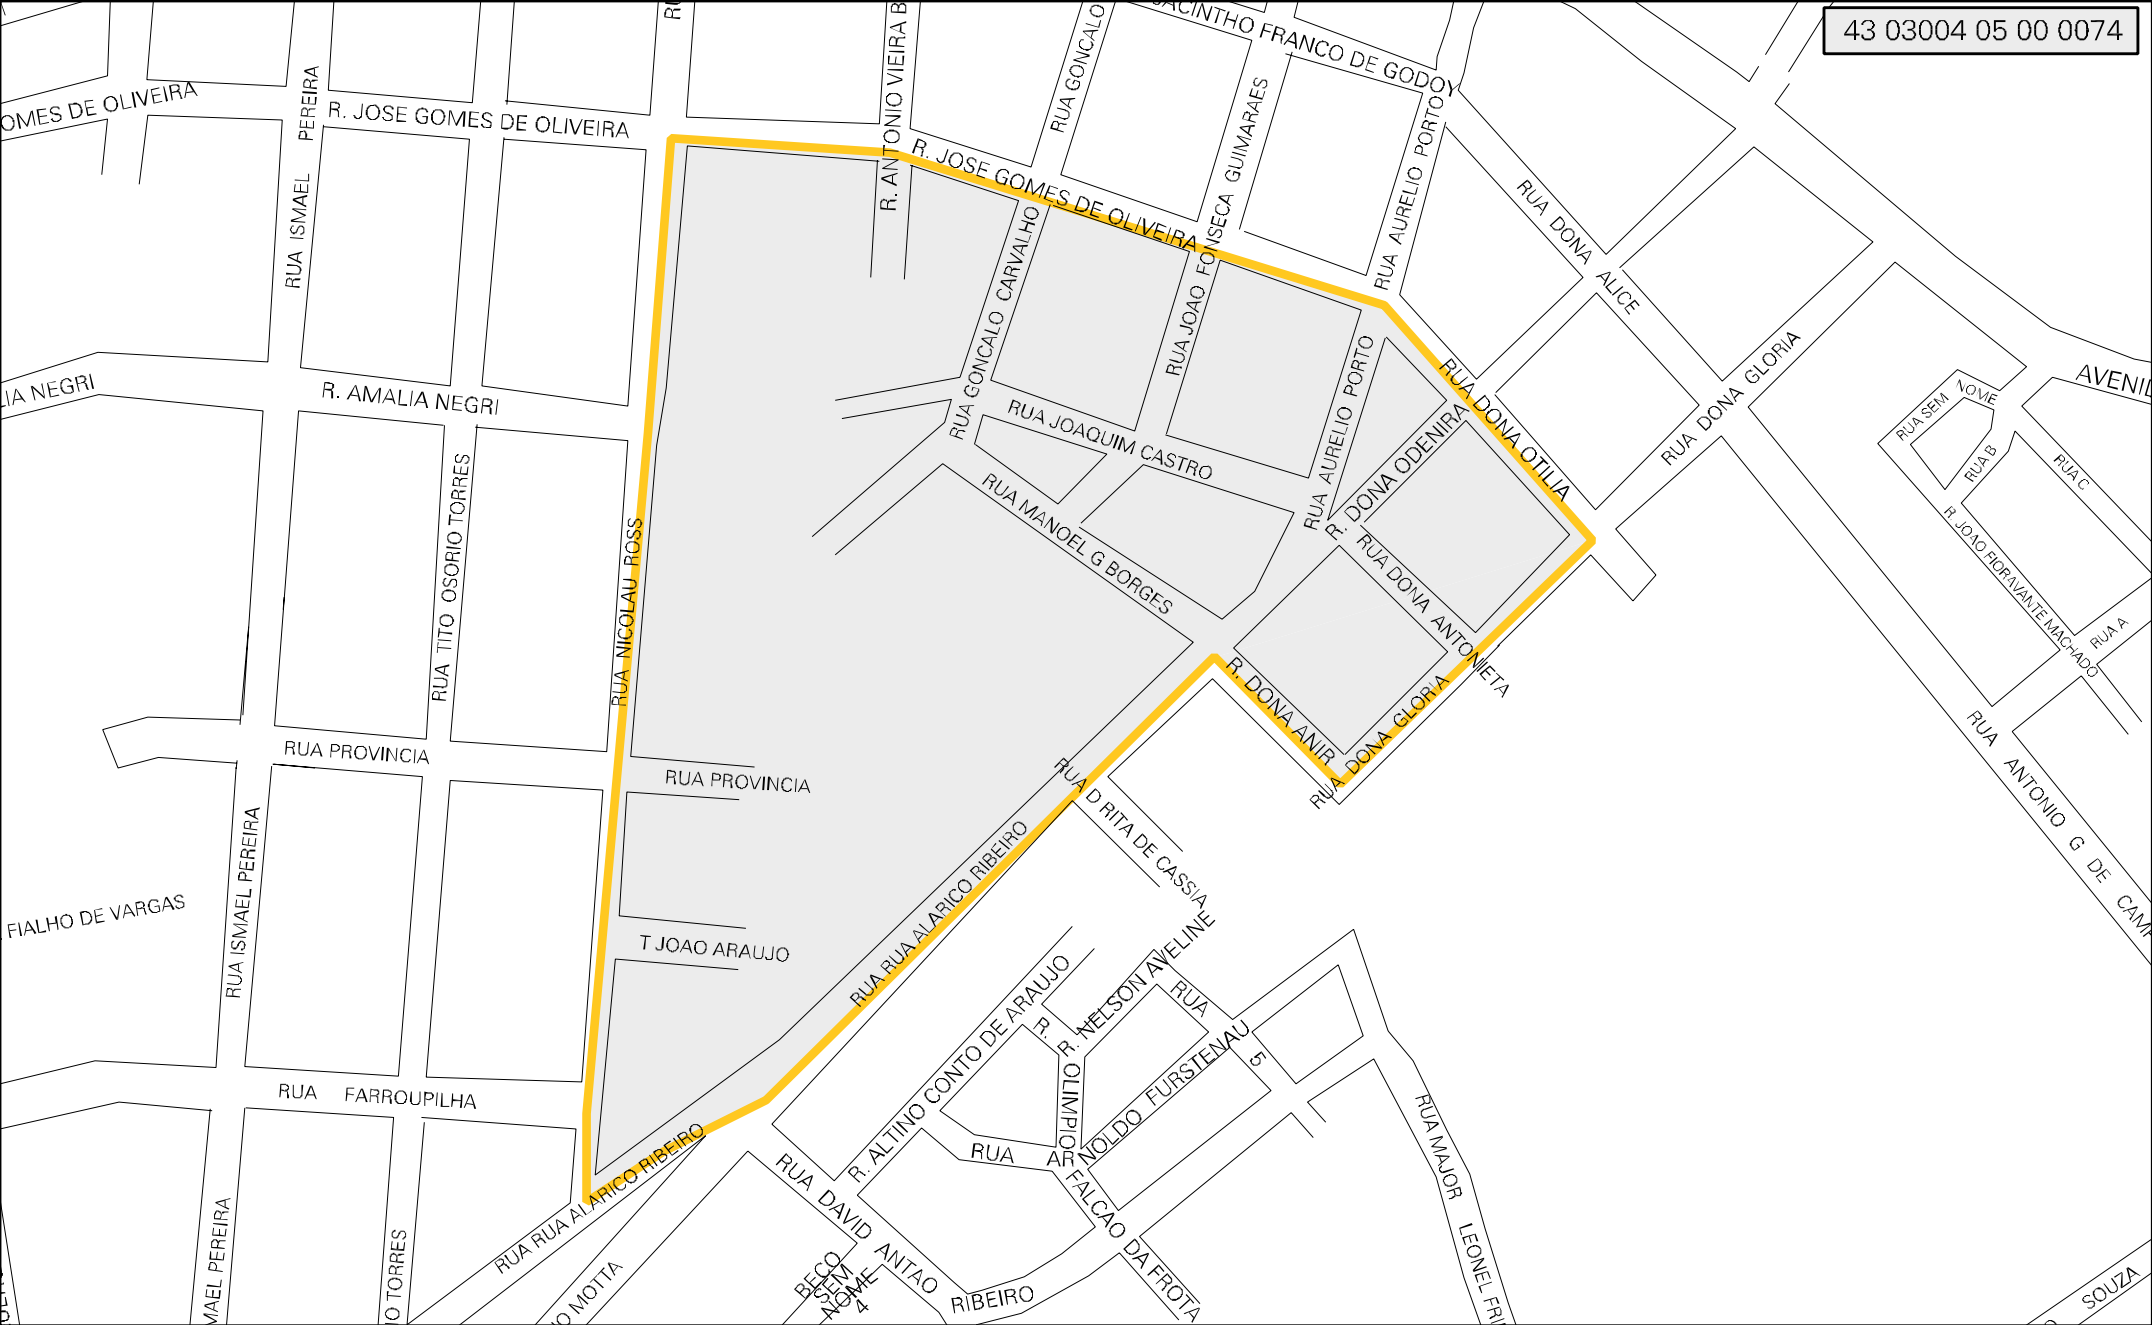 43 03004 05 00 0074
JACINTHO FRANCO DE GODOY
RUA GONCALO
R. ANTONIO VIEIRA B
OMES DE OLIVEIRA
RUA ISMAEL PEREIRA
R. JOSE GOMES DE OLIVEIRA
R. JOSE GOMES DE OLIVEIRA
RUA JOAO FONSECA GUIMARAES
RUA AURELIO PORTO
RUA DONA ALICE
RUA GONCALO CARVALHO
LIA NEGRI
R. AMALIA NEGRI
RUA JOAQUIM CASTRO
RUA AURELIO PORTO
R. DONA ODENIRA
RUA DONA OTILIA
RUA DONA GLORIA
AVENID
RUA SEM NOME
RUA B
RUA C
R. JOAO FIORAVANTE MACHADO
RUA A
RUA TITO OSORIO TORRES
RUA NICOLAU ROSS
RUA MANOEL G BORGES
RUA DONA ANTONIETA
R. DONA ANIR
RUA DONA GLORIA
RUA ANTONIO G DE CAMP
RUA PROVINCIA
RUA PROVINCIA
RUA D RITA DE CASSIA
RUA ISMAEL PEREIRA
FIALHO DE VARGAS
T JOAO ARAUJO
RUA RUA ALARICO RIBEIRO
R. ALTINO CONTO DE ARAUJO
R. NELSON AVELINE
RUA 5
R. OLIMPIO
RUA ARNOLDO FURSTENAU
RUA FARROUPILHA
RUA RUA ALARICO RIBEIRO
RUA DAVID ANTAO RIBEIRO
FALCAO DA FROTA
RUA MAJOR LEONEL FRI
BECO
SEM
NOME
4
MAEL PEREIRA
IO TORRES
IO MOTTA
SOUZA